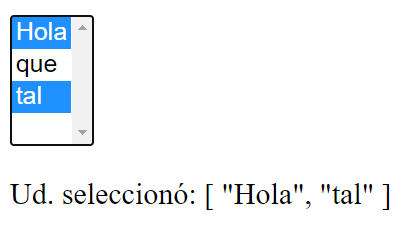 Hola
que
tal
Ud. seleccionó: [ "Hola", "tal" ]